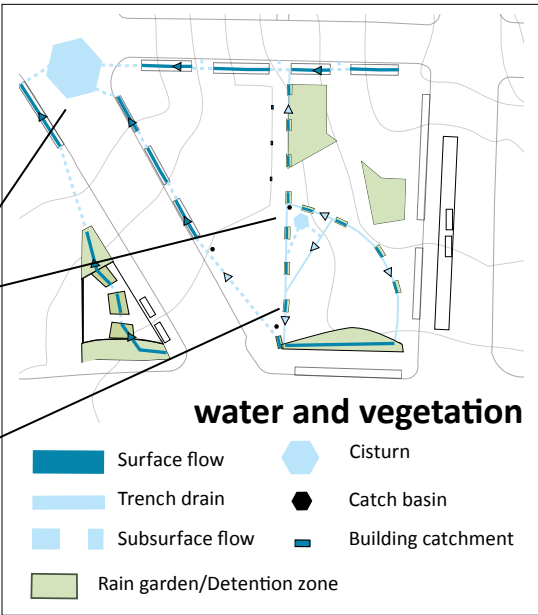 water and vegetation
Surface flow
Cisturn
Trench drain
Catch basin
Subsurface flow
Building catchment
Rain garden/Detention zone